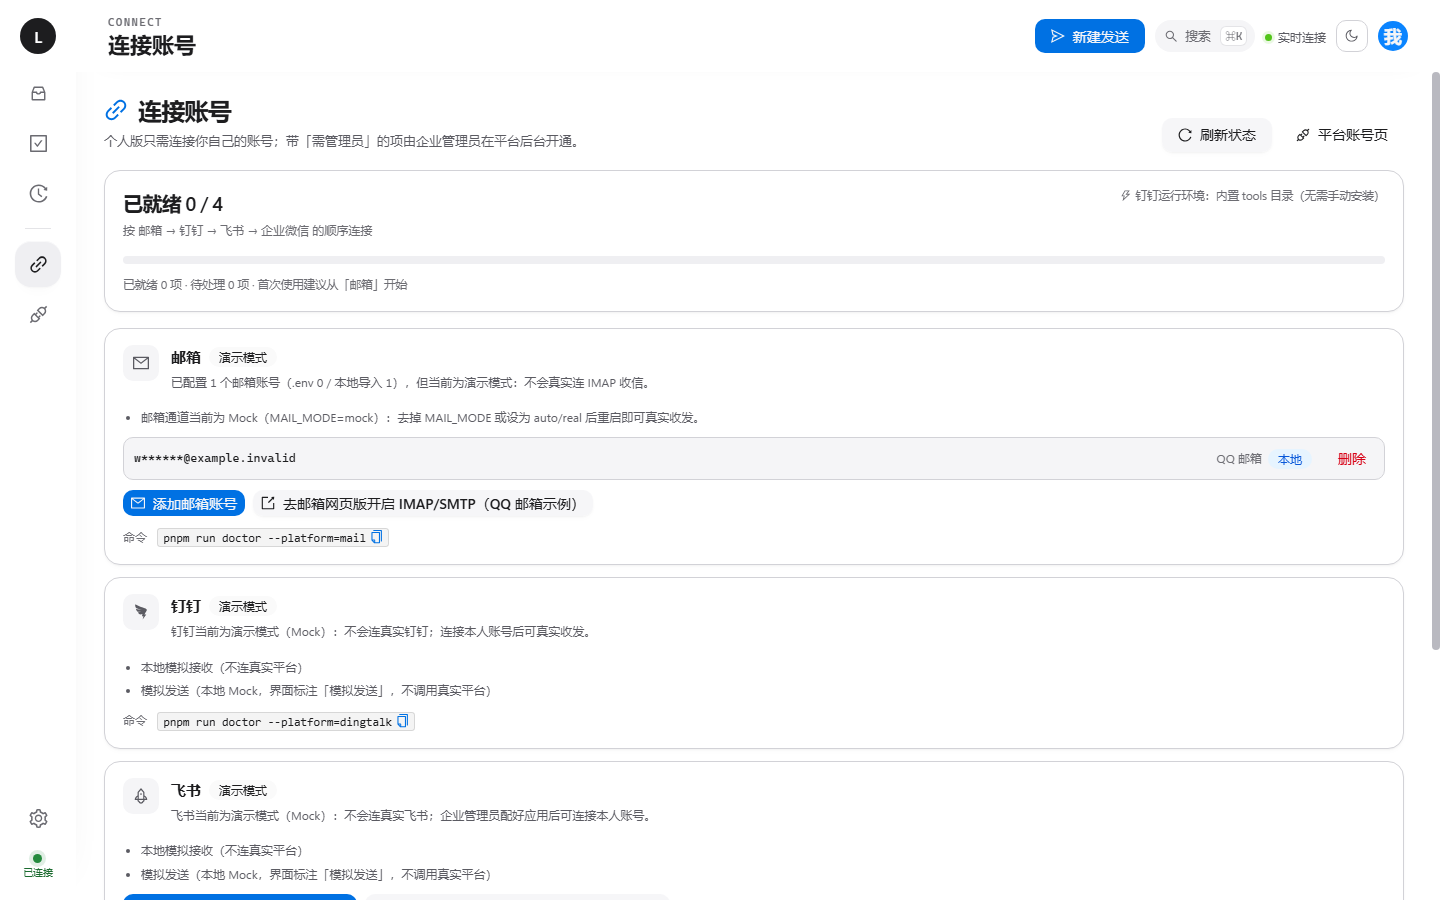 L
CONNECT
连接账号
新建发送
搜索 ⌘K
实时连接
我
连接账号
个人版只需连接你自己的账号；带「需管理员」的项由企业管理员在平台后台开通。
刷新状态
平台账号页
已就绪 0 / 4
钉钉运行环境：内置 tools 目录（无需手动安装）
按 邮箱 → 钉钉 → 飞书 → 企业微信 的顺序连接
已就绪 0 项 · 待处理 0 项 · 首次使用建议从「邮箱」开始
邮箱 演示模式
已配置 1 个邮箱账号（.env 0 / 本地导入 1），但当前为演示模式：不会真实连 IMAP 收信。
• 邮箱通道当前为 Mock（MAIL_MODE=mock）：去掉 MAIL_MODE 或设为 auto/real 后重启即可真实收发。
w******@example.invalid
QQ 邮箱 本地 删除
添加邮箱账号
去邮箱网页版开启 IMAP/SMTP（QQ 邮箱示例）
命令 pnpm run doctor --platform=mail
钉钉 演示模式
钉钉当前为演示模式（Mock）：不会连真实钉钉；连接本人账号后可真实收发。
• 本地模拟接收（不连真实平台）
• 模拟发送（本地 Mock，界面标注「模拟发送」，不调用真实平台）
命令 pnpm run doctor --platform=dingtalk
飞书 演示模式
飞书当前为演示模式（Mock）：不会连真实飞书；企业管理员配好应用后可连接本人账号。
• 本地模拟接收（不连真实平台）
• 模拟发送（本地 Mock，界面标注「模拟发送」，不调用真实平台）
已连接